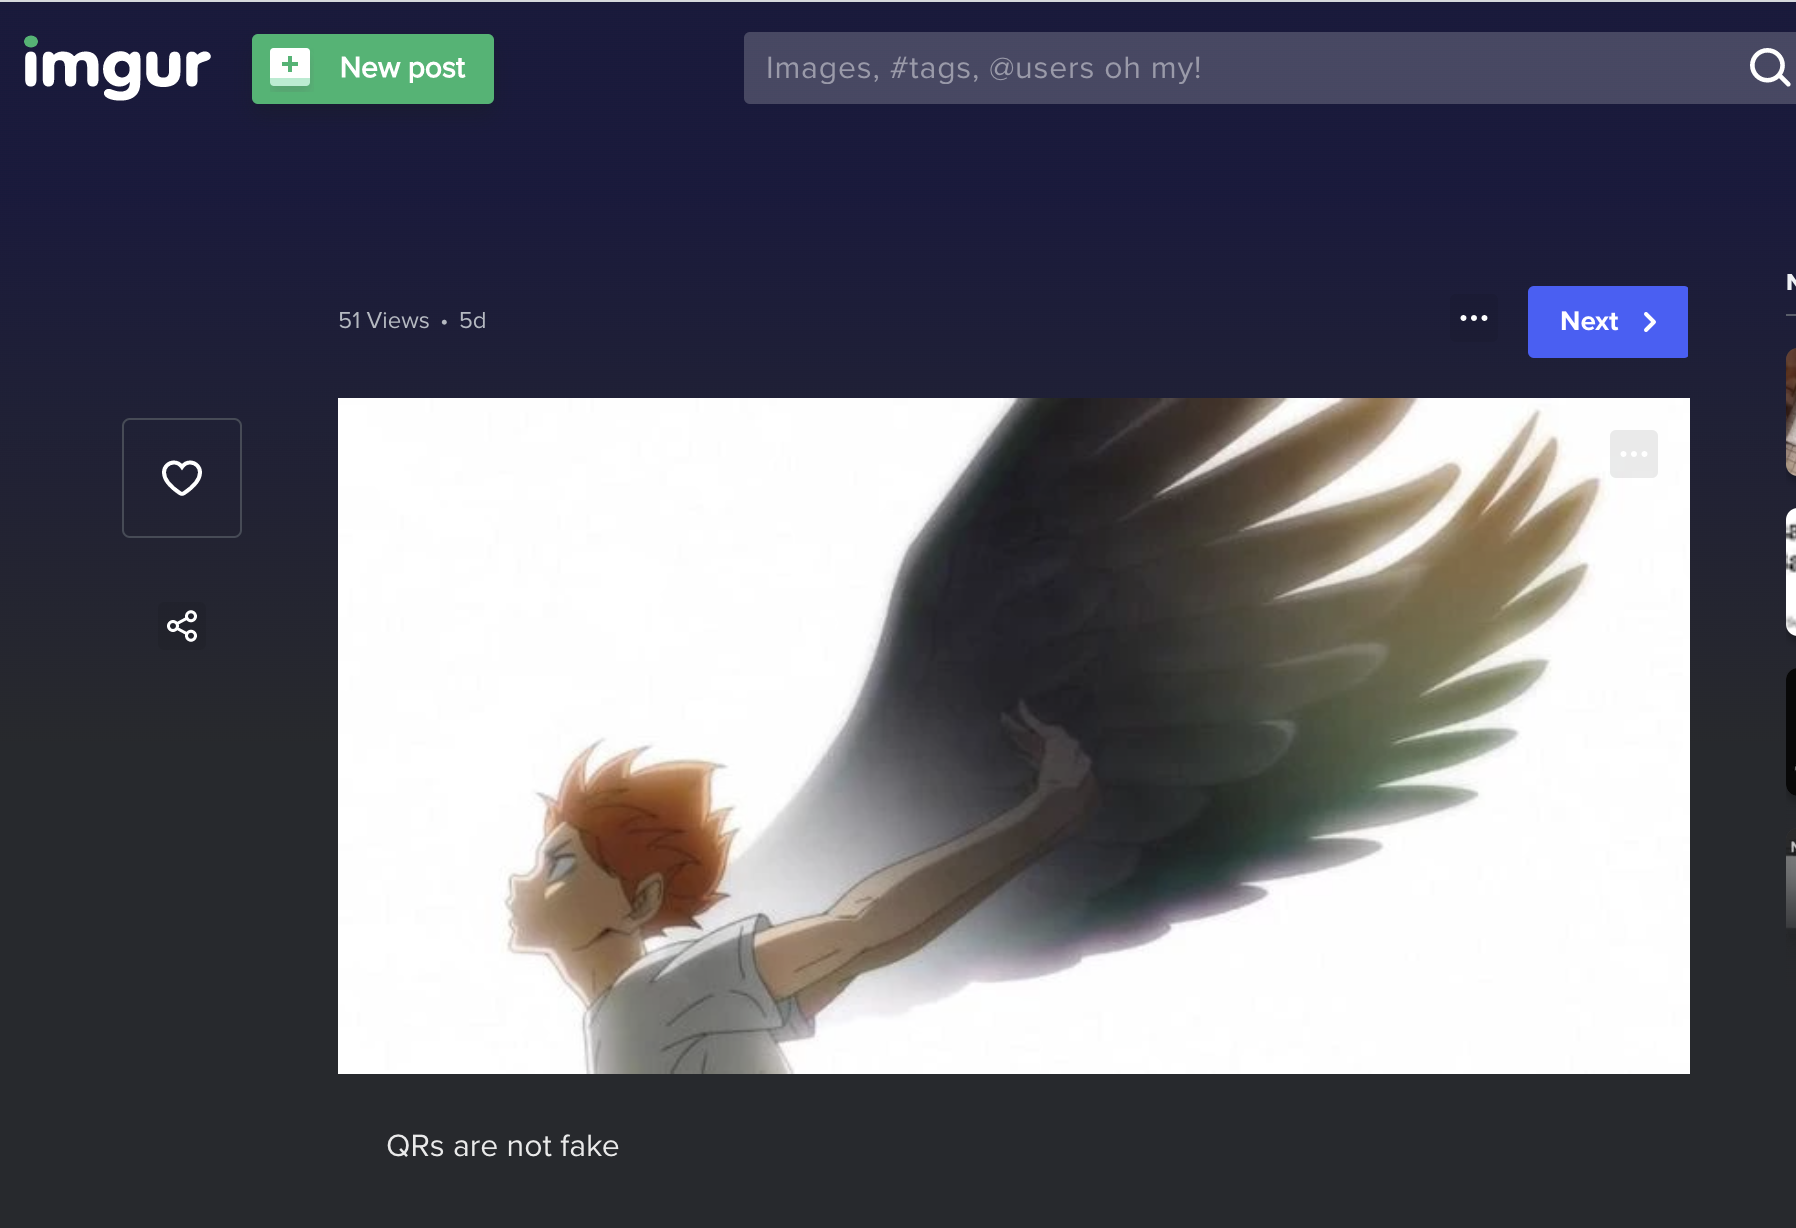 imgur
New post
Images, #tags, @users oh my!
51 Views • 5d
Next
QRs are not fake